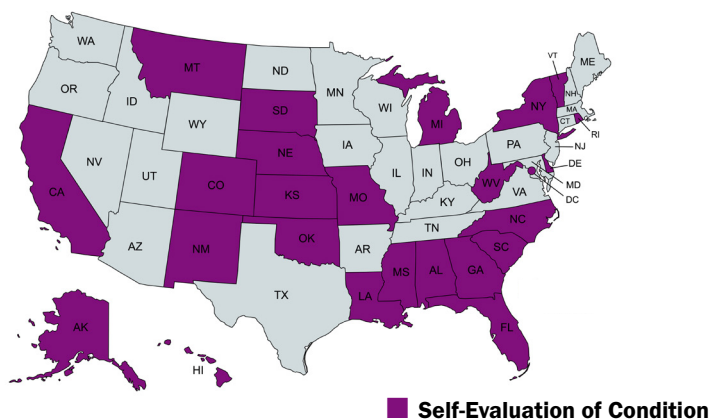 WA
MT
ND
MN
VT
ME
OR
ID
SD
WI
MI
NY
NH
MA
CT
RI
WY
IA
NE
PA
NJ
NV
UT
CO
IL
IN
OH
DE
MD
DC
CA
KS
MO
WV
VA
KY
NC
TN
AZ
NM
OK
AR
SC
MS
AL
GA
TX
LA
FL
AK
HI
Self-Evaluation of Condition